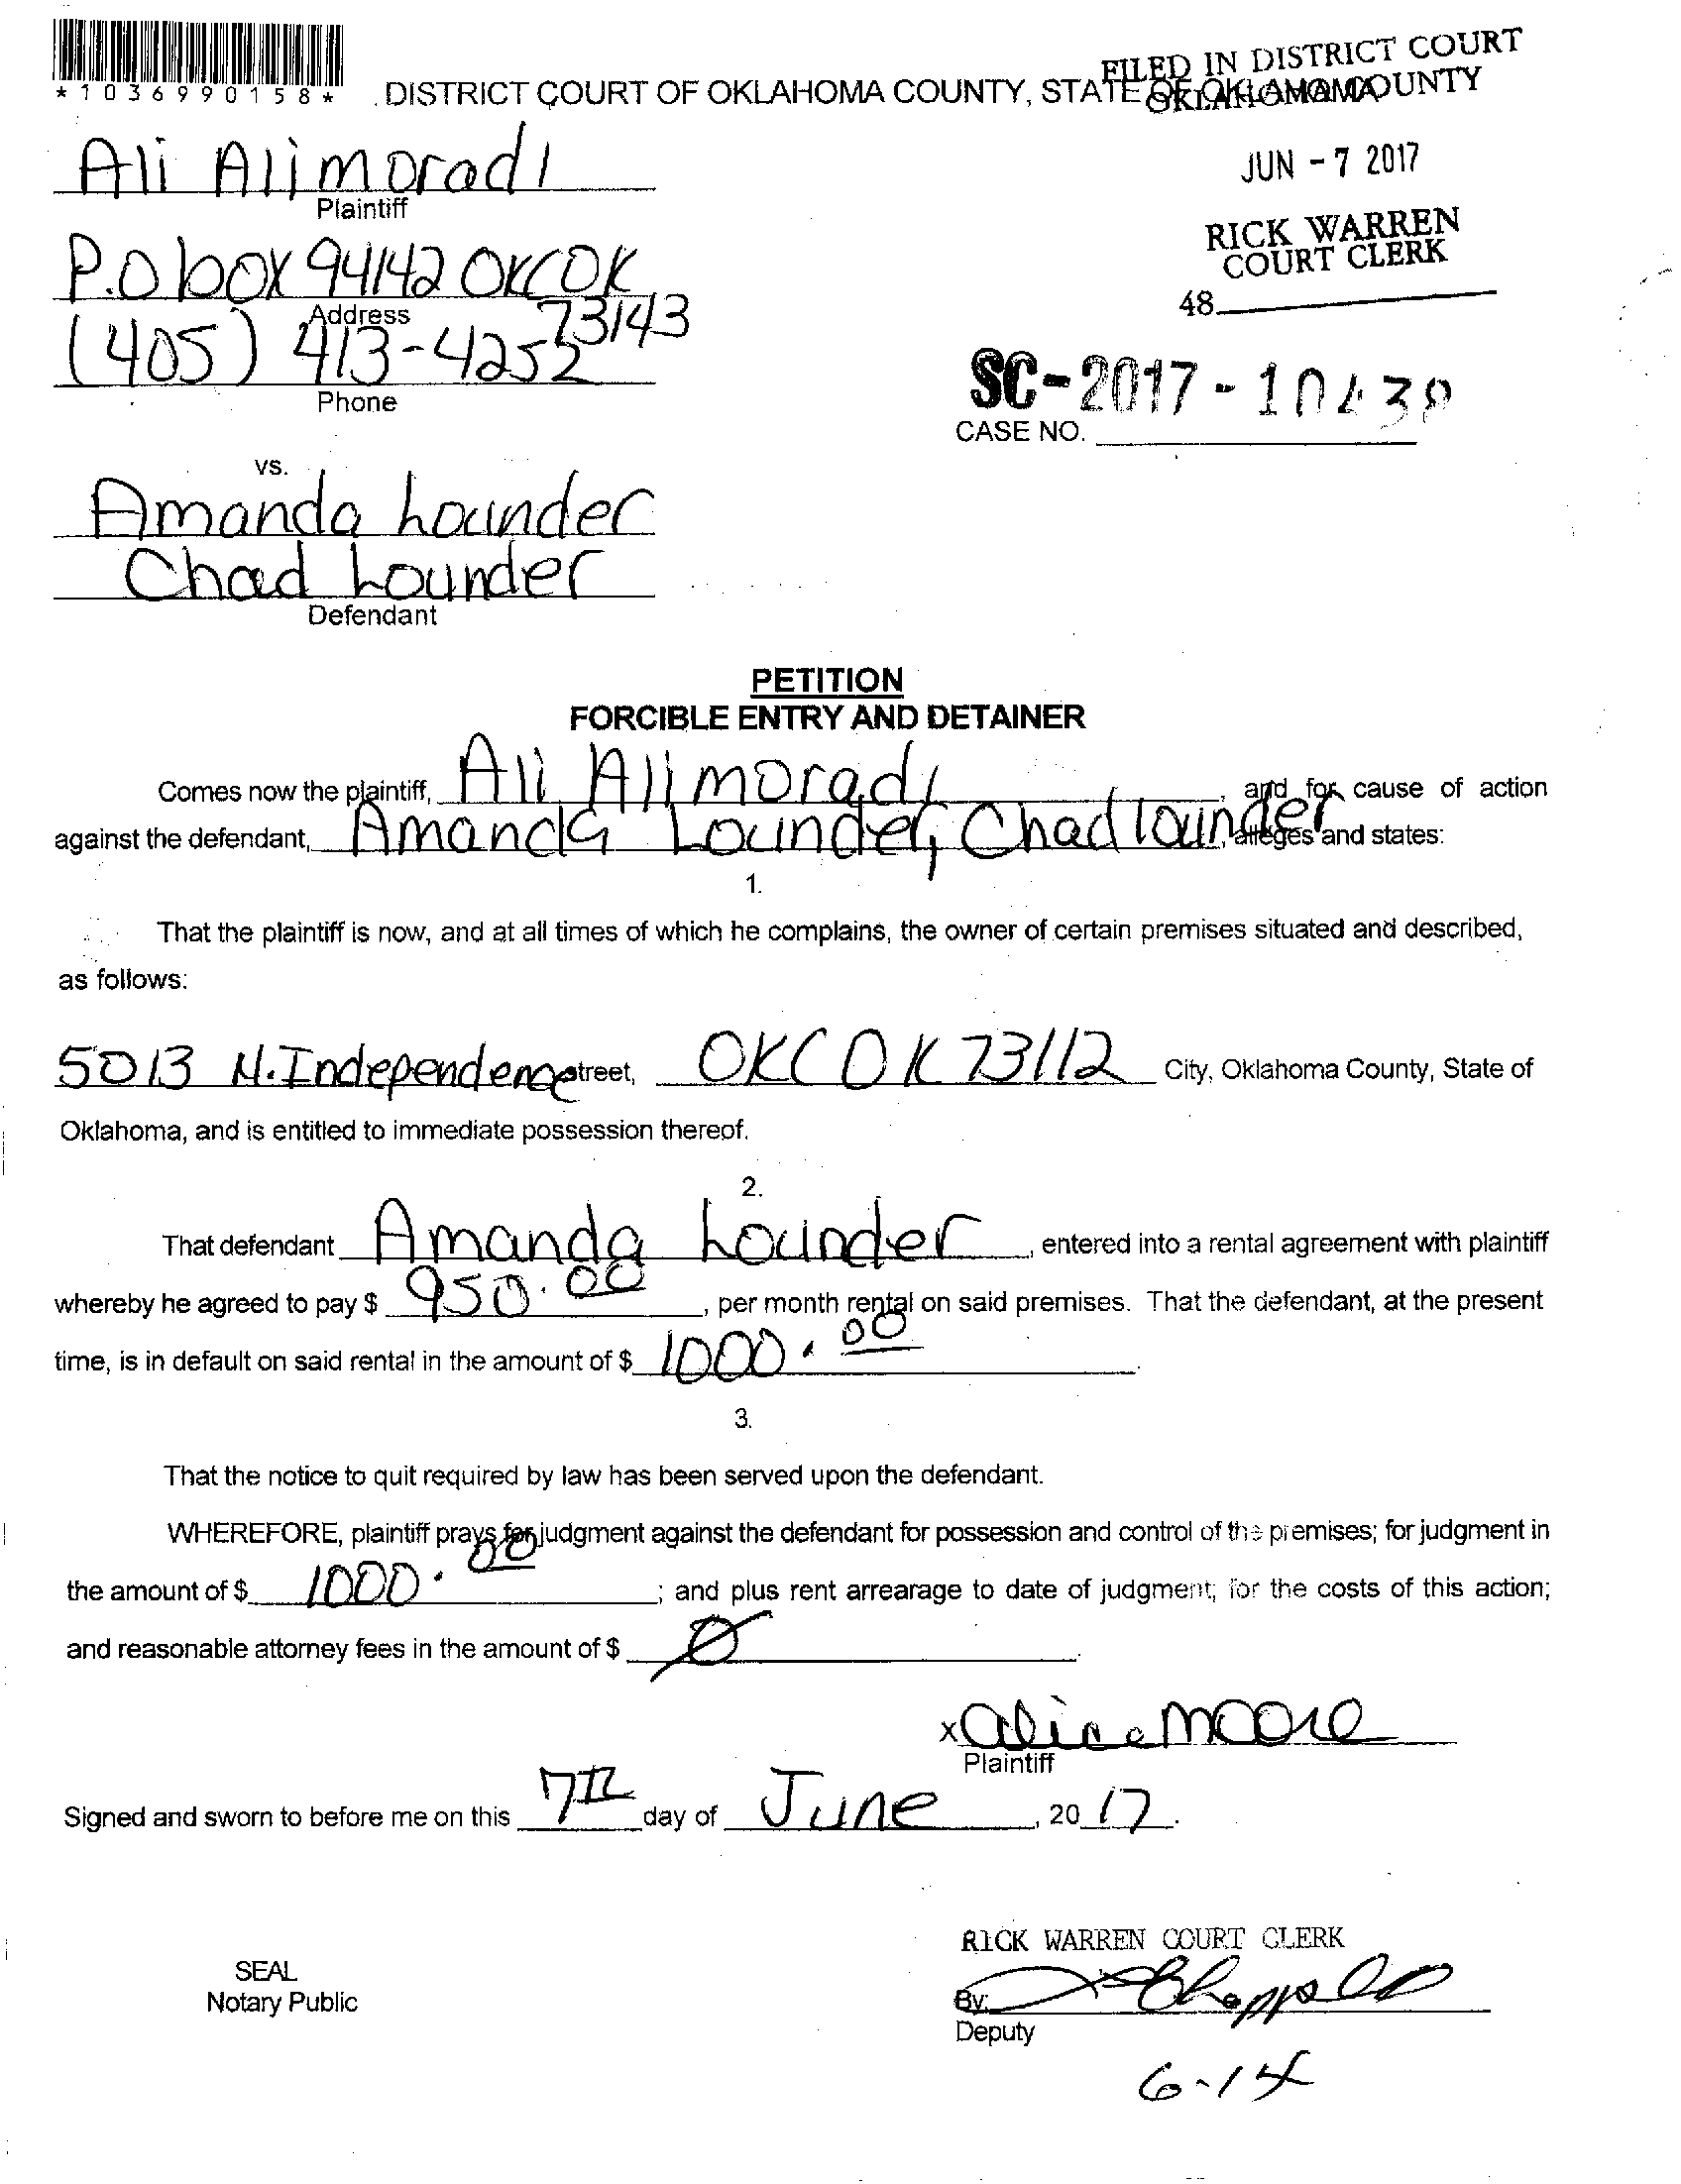 *1036990158*
DISTRICT COURT OF OKLAHOMA COUNTY, STATE OF OKLAHOMA
FILED IN DISTRICT COURT
OKLAHOMA COUNTY
Ali Alimoradi
Plaintiff
JUN - 7 2017
RICK WARREN
COURT CLERK
P.O box 94142 OKC OK
73143
Address
48
(405) 413-4252
Phone
SC-2017-10438
CASE NO.
vs.
Amanda Lounder
Chad Lounder
Defendant
PETITION
FORCIBLE ENTRY AND DETAINER
Comes now the plaintiff, Ali Alimoradi, and for cause of action
against the defendant, Amanda Lounder, Chad lounder, alleges and states:
1.
That the plaintiff is now, and at all times of which he complains, the owner of certain premises situated and described,
as follows:
5013 N. Independence street, OKC OK 73112 City, Oklahoma County, State of
Oklahoma, and is entitled to immediate possession thereof.
2.
That defendant Amanda Lounder, entered into a rental agreement with plaintiff
whereby he agreed to pay $ 950.00, per month rental on said premises. That the defendant, at the present
time, is in default on said rental in the amount of $ 1000.00.
3.
That the notice to quit required by law has been served upon the defendant.
WHEREFORE, plaintiff prays for judgment against the defendant for possession and control of the premises; for judgment in
the amount of $ 1000.00; and plus rent arrearage to date of judgment; for the costs of this action;
and reasonable attorney fees in the amount of $ 0.
x alice moore
Plaintiff
Signed and sworn to before me on this 7th day of June, 20 17.
RICK WARREN COURT CLERK
SEAL
Notary Public
By:
Deputy
6-14